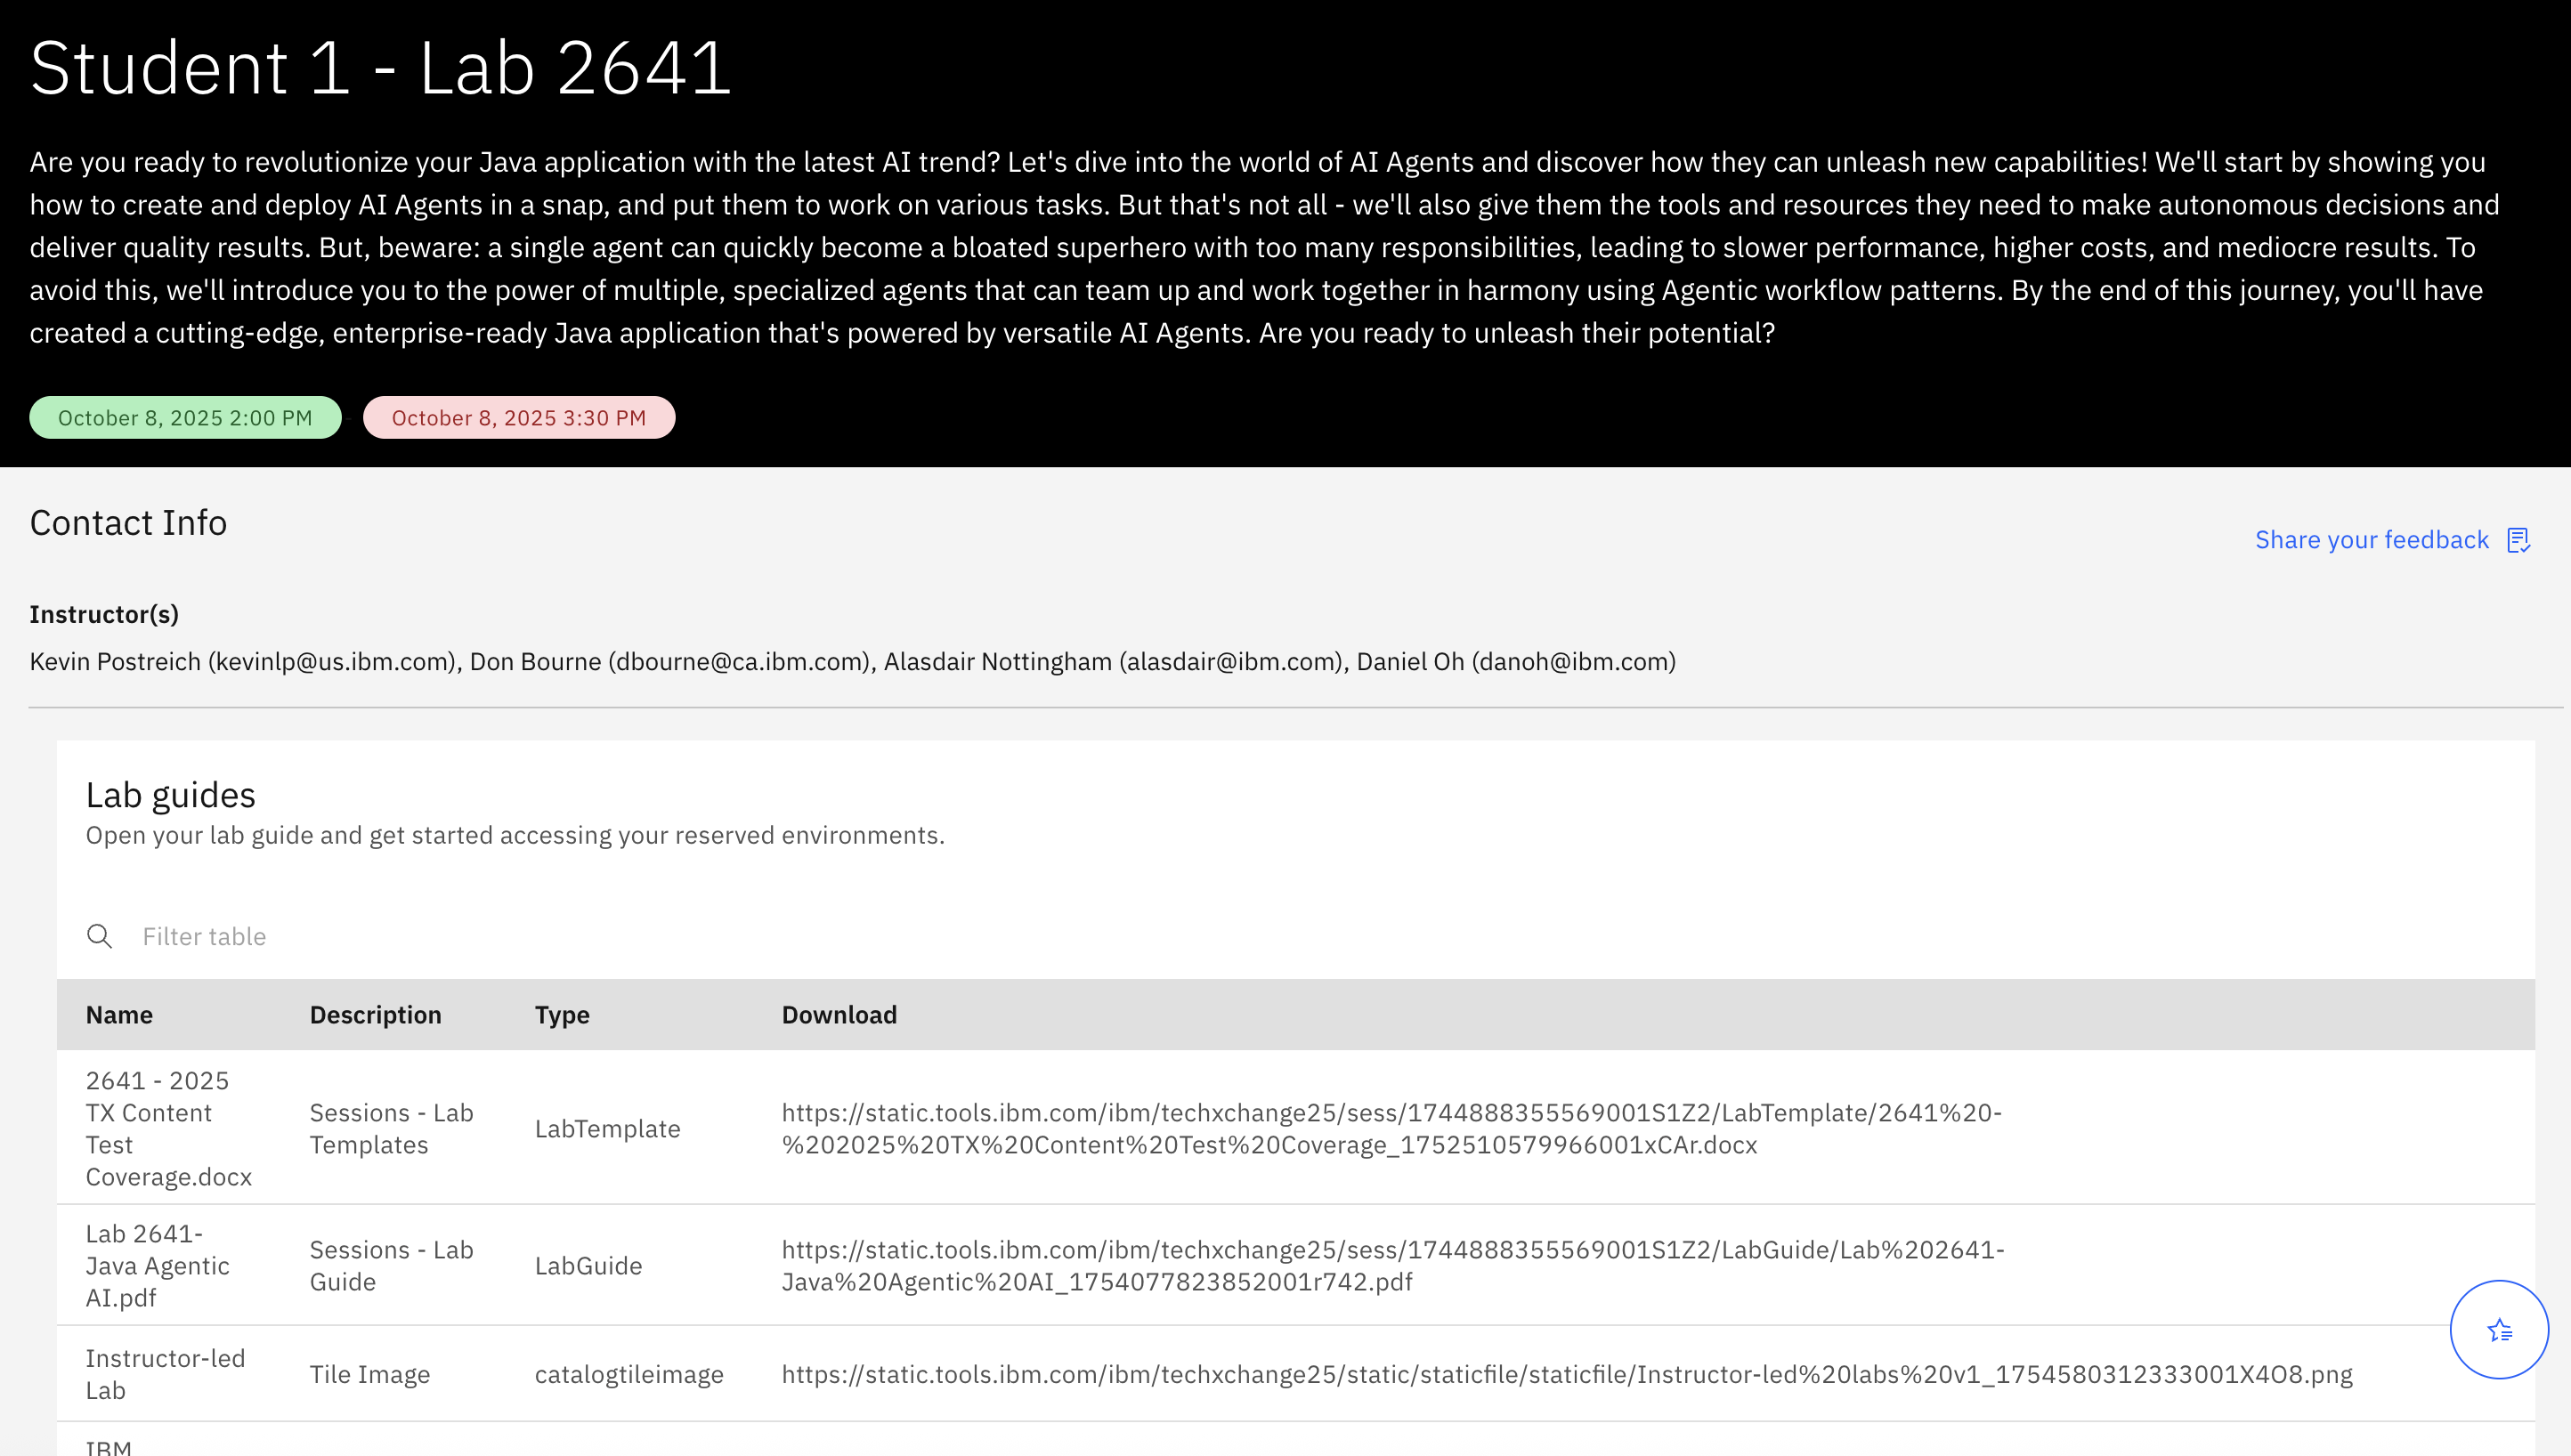 Student 1 - Lab 2641
Are you ready to revolutionize your Java application with the latest AI trend? Let's dive into the world of AI Agents and discover how they can unleash new capabilities! We'll start by showing you
how to create and deploy AI Agents in a snap, and put them to work on various tasks. But that's not all - we'll also give them the tools and resources they need to make autonomous decisions and
deliver quality results. But, beware: a single agent can quickly become a bloated superhero with too many responsibilities, leading to slower performance, higher costs, and mediocre results. To
avoid this, we'll introduce you to the power of multiple, specialized agents that can team up and work together in harmony using Agentic workflow patterns. By the end of this journey, you'll have
created a cutting-edge, enterprise-ready Java application that's powered by versatile AI Agents. Are you ready to unleash their potential?
October 8, 2025 2:00 PM - October 8, 2025 3:30 PM
Contact Info
Share your feedback
Instructor(s)
Kevin Postreich (kevinlp@us.ibm.com), Don Bourne (dbourne@ca.ibm.com), Alasdair Nottingham (alasdair@ibm.com), Daniel Oh (danoh@ibm.com)
Lab guides
Open your lab guide and get started accessing your reserved environments.
Filter table
Name Description Type Download
2641 - 2025
TX Content
Test
Coverage.docx
Sessions - Lab
Templates
LabTemplate
https://static.tools.ibm.com/ibm/techxchange25/sess/1744888355569001S1Z2/LabTemplate/2641%20-
%202025%20TX%20Content%20Test%20Coverage_1752510579966001xCAr.docx
Lab 2641-
Java Agentic
AI.pdf
Sessions - Lab
Guide
LabGuide
https://static.tools.ibm.com/ibm/techxchange25/sess/1744888355569001S1Z2/LabGuide/Lab%202641-
Java%20Agentic%20AI_1754077823852001r742.pdf
Instructor-led
Lab
Tile Image
catalogtileimage
https://static.tools.ibm.com/ibm/techxchange25/static/staticfile/staticfile/Instructor-led%20labs%20v1_1754580312333001X4O8.png
IBM